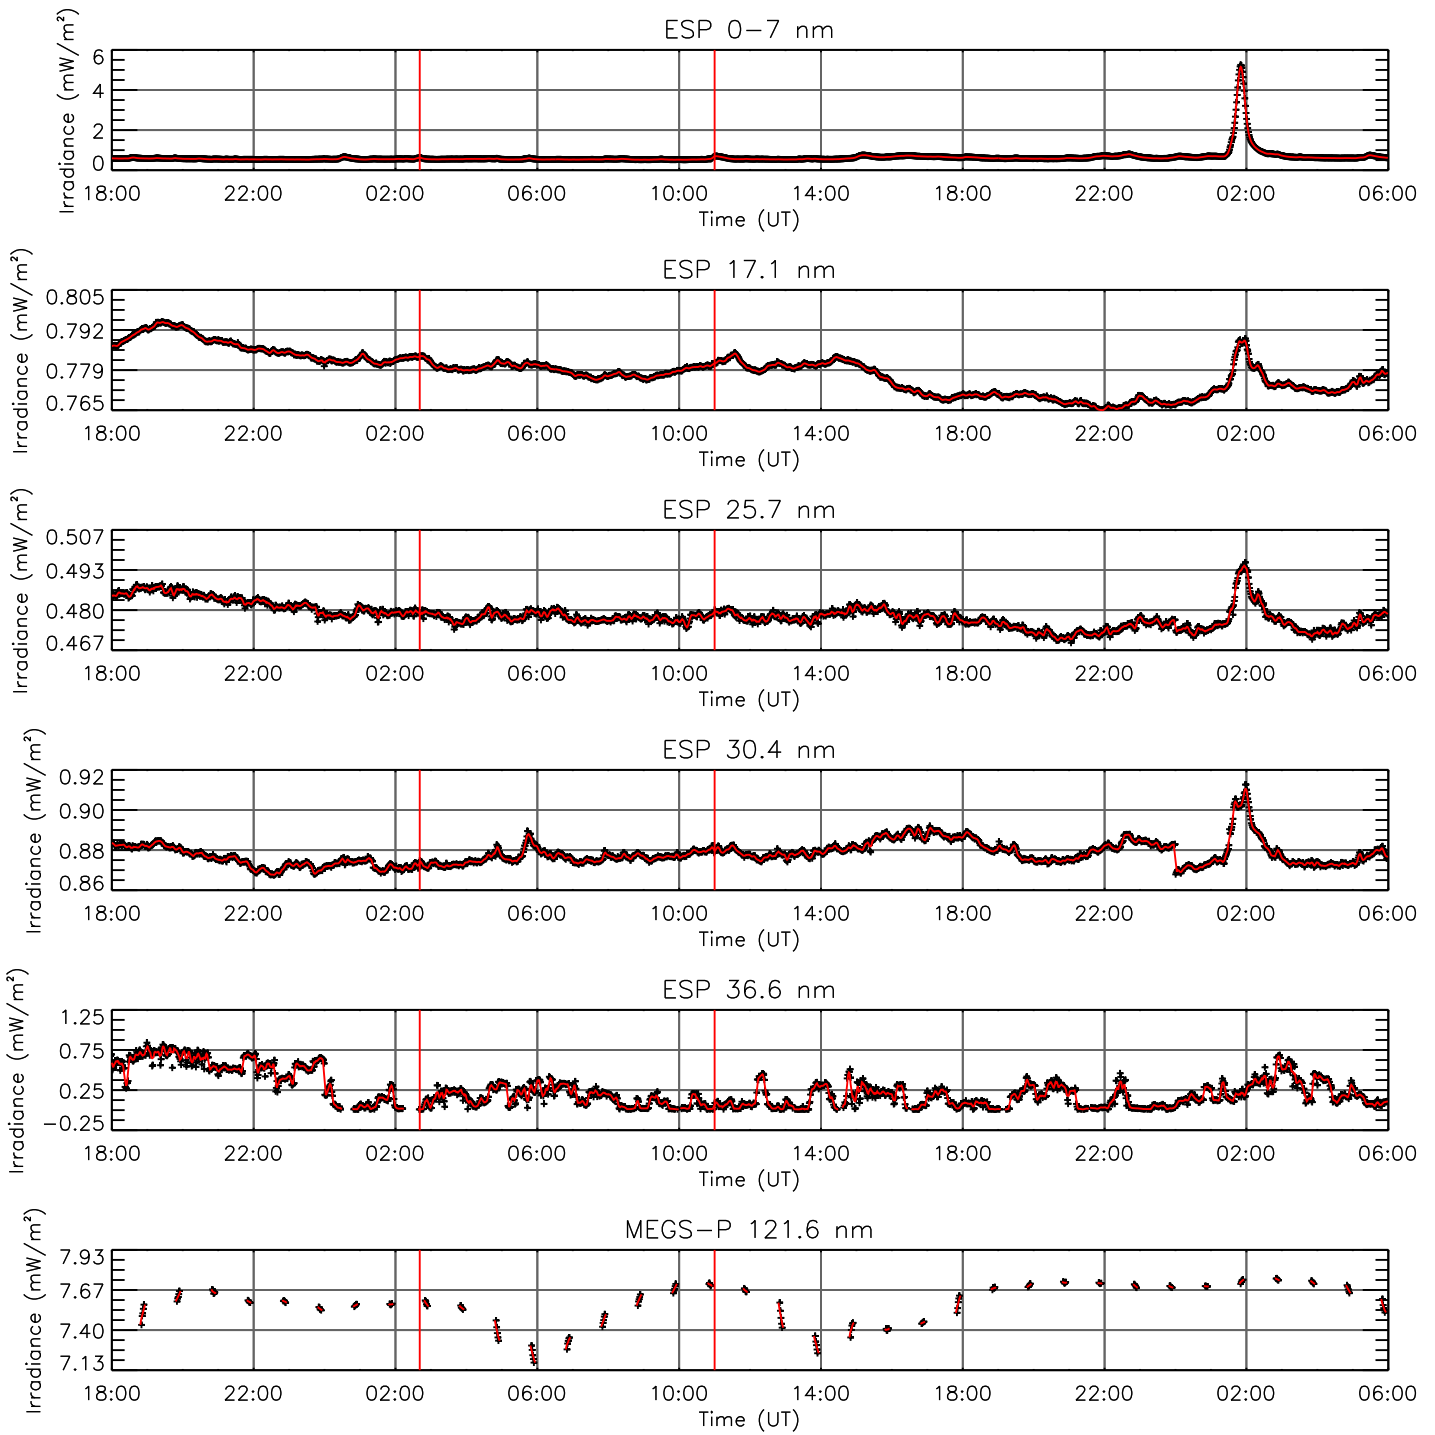 ESP 0−7 nm
Irradiance (mW/m²)
6
4
2
0
18:00 22:00 02:00 06:00 10:00 14:00 18:00 22:00 02:00 06:00
Time (UT)
ESP 17.1 nm
Irradiance (mW/m²)
0.805
0.792
0.779
0.765
18:00 22:00 02:00 06:00 10:00 14:00 18:00 22:00 02:00 06:00
Time (UT)
ESP 25.7 nm
Irradiance (mW/m²)
0.507
0.493
0.480
0.467
18:00 22:00 02:00 06:00 10:00 14:00 18:00 22:00 02:00 06:00
Time (UT)
ESP 30.4 nm
Irradiance (mW/m²)
0.92
0.90
0.88
0.86
18:00 22:00 02:00 06:00 10:00 14:00 18:00 22:00 02:00 06:00
Time (UT)
ESP 36.6 nm
Irradiance (mW/m²)
1.25
0.75
0.25
−0.25
18:00 22:00 02:00 06:00 10:00 14:00 18:00 22:00 02:00 06:00
Time (UT)
MEGS−P 121.6 nm
Irradiance (mW/m²)
7.93
7.67
7.40
7.13
18:00 22:00 02:00 06:00 10:00 14:00 18:00 22:00 02:00 06:00
Time (UT)